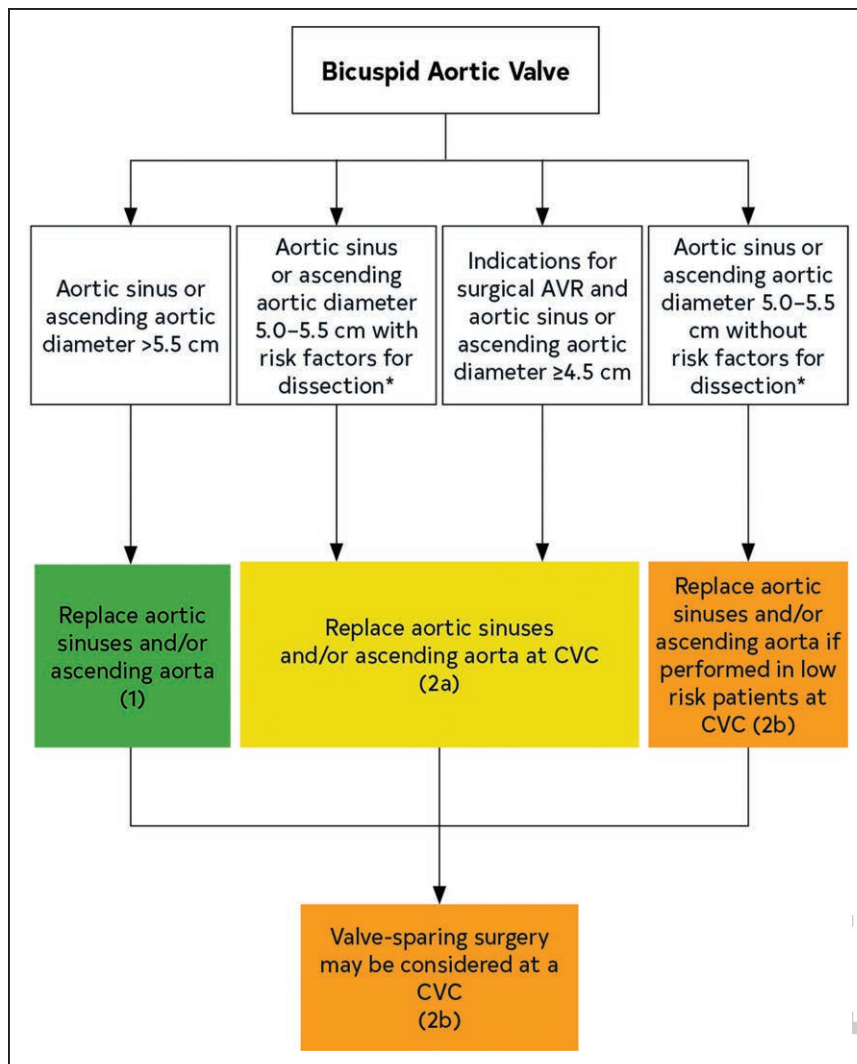 Bicuspid Aortic Valve
Aortic sinus or
ascending aortic
diameter >5.5 cm
Aortic sinus
or ascending
aortic diameter
5.0–5.5 cm with
risk factors for
dissection*
Indications for
surgical AVR and
aortic sinus or
ascending aortic
diameter ≥4.5 cm
Aortic sinus or
ascending aortic
diameter 5.0–5.5
cm without
risk factors for
dissection*
Replace aortic
sinuses and/or
ascending aorta
(1)
Replace aortic sinuses
and/or ascending aorta at CVC
(2a)
Replace aortic
sinuses and/or
ascending aorta if
performed in low
risk patients at
CVC (2b)
Valve-sparing surgery
may be considered at a
CVC
(2b)